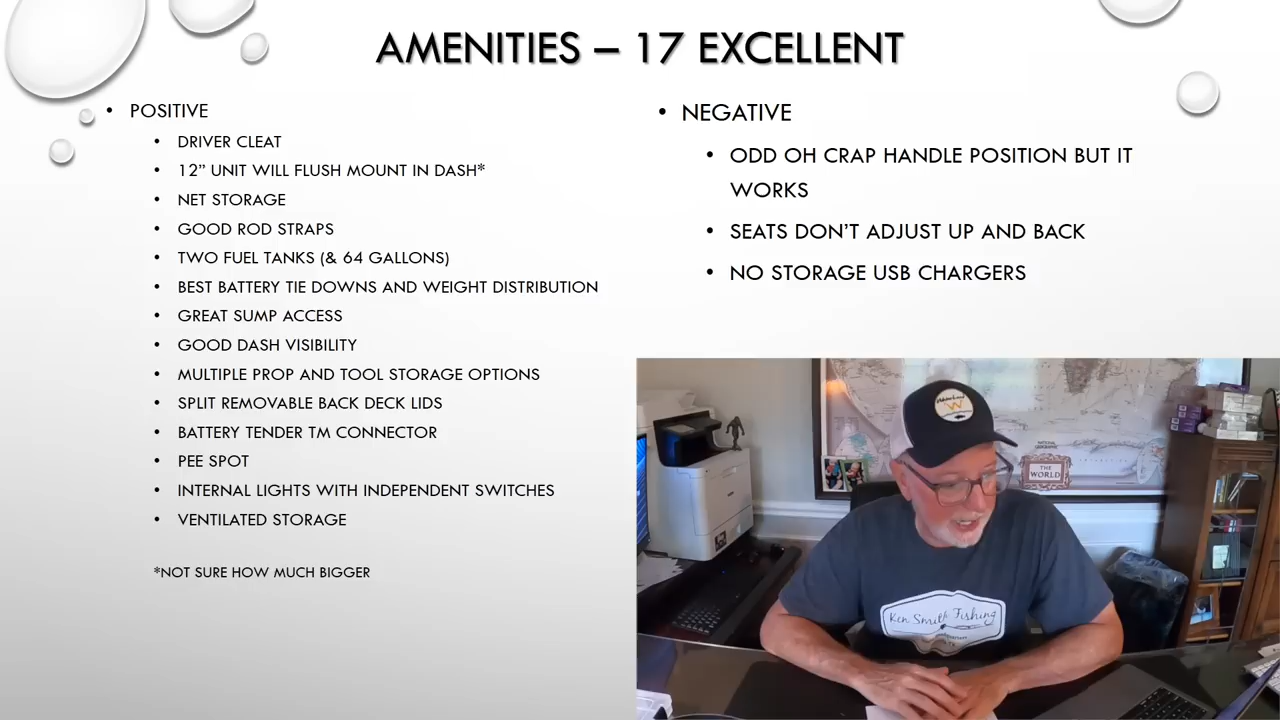 AMENITIES – 17 EXCELLENT
• POSITIVE
• DRIVER CLEAT
• 12” UNIT WILL FLUSH MOUNT IN DASH*
• NET STORAGE
• GOOD ROD STRAPS
• TWO FUEL TANKS (& 64 GALLONS)
• BEST BATTERY TIE DOWNS AND WEIGHT DISTRIBUTION
• GREAT SUMP ACCESS
• GOOD DASH VISIBILITY
• MULTIPLE PROP AND TOOL STORAGE OPTIONS
• SPLIT REMOVABLE BACK DECK LIDS
• BATTERY TENDER TM CONNECTOR
• PEE SPOT
• INTERNAL LIGHTS WITH INDEPENDENT SWITCHES
• VENTILATED STORAGE
*NOT SURE HOW MUCH BIGGER
• NEGATIVE
• ODD OH CRAP HANDLE POSITION BUT IT
WORKS
• SEATS DON’T ADJUST UP AND BACK
• NO STORAGE USB CHARGERS
NATIONAL
GEOGRAPHIC
THE
WORLD
W
Ken Smith Fishing